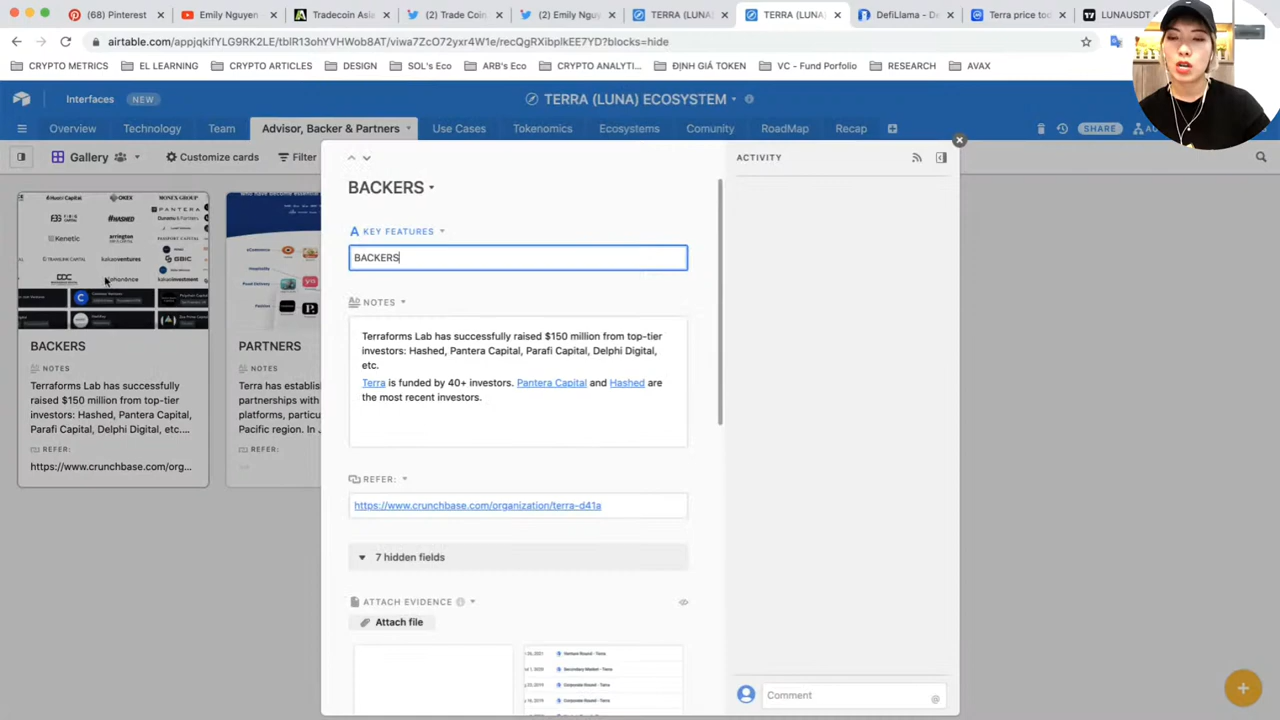 (68) Pinterest
Emily Nguyen
Tradecoin Asia
(2) Trade Coin
(2) Emily Nguye
TERRA (LUNA)
TERRA (LUNA)
DefiLlama - De
Terra price tod
LUNAUSDT
airtable.com/appjqkifYLG9RK2LE/tblR13ohYVHWob8AT/viwa7ZcO72yxr4W1e/recQgRXibplkEE7YD?blocks=hide
CRYPTO METRICS
EL LEARNING
CRYPTO ARTICLES
DESIGN
SOL's Eco
ARB's Eco
CRYPTO ANALYTI...
ĐỊNH GIÁ TOKEN
VC - Fund Porfolio
RESEARCH
AVAX
Interfaces
NEW
TERRA (LUNA) ECOSYSTEM
Overview
Technology
Team
Advisor, Backer & Partners
Use Cases
Tokenomics
Ecosystems
Comunity
RoadMap
Recap
SHARE
Gallery
Customize cards
Filter
BACKERS
NOTES
Terraforms Lab has successfully
raised $150 million from top-tier
investors: Hashed, Pantera
Capital, Parafi Capital,
Delphi Digital, etc....
REFER:
https://www.crunchbase.com/org...
PARTNERS
NOTES
Terra has establis
partnerships with
platforms, particul
Pacific region. In J
REFER:
BACKERS
KEY FEATURES
BACKERS
NOTES
Terraforms Lab has successfully raised $150 million from top-tier
investors: Hashed, Pantera Capital, Parafi Capital, Delphi Digital,
etc.
Terra is funded by 40+ investors. Pantera Capital and Hashed are
the most recent investors.
REFER:
https://www.crunchbase.com/organization/terra-d41a
7 hidden fields
ATTACH EVIDENCE
Attach file
ACTIVITY
Comment